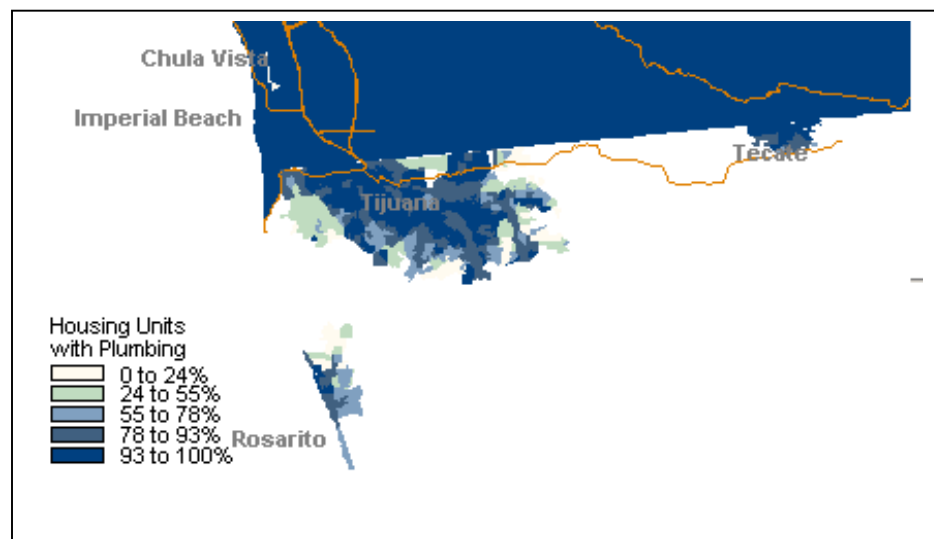 Chula Vista
Imperial Beach
Tecate
Tijuana
Housing Units
with Plumbing
0 to 24%
24 to 55%
55 to 78%
78 to 93%
Rosarito
93 to 100%